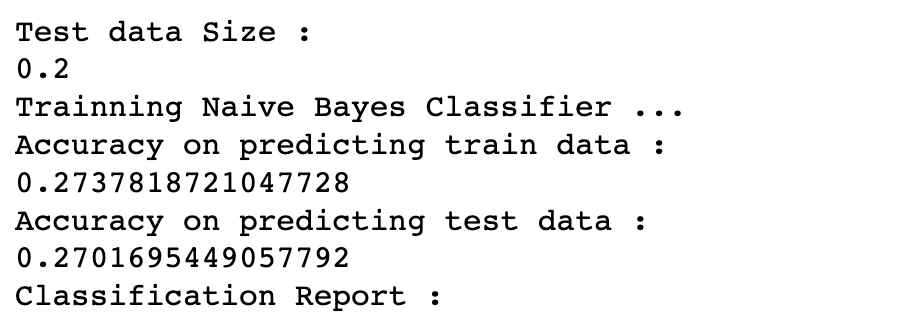 Test data Size :
0.2
Trainning Naive Bayes Classifier ...
Accuracy on predicting train data :
0.2737818721047728
Accuracy on predicting test data :
0.2701695449057792
Classification Report :